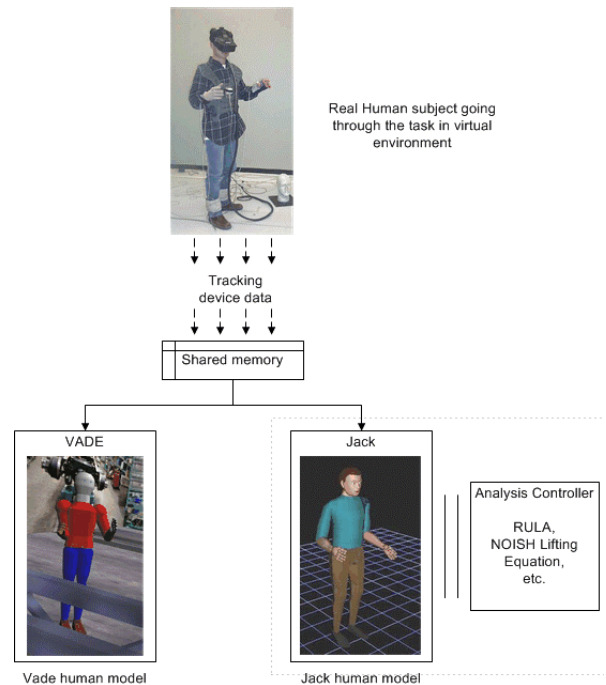 Real Human subject going
through the task in virtual
environment
Tracking
device data
Shared memory
VADE
Jack
Analysis Controller
RULA,
NOISH Lifting
Equation,
etc.
Vade human model
Jack human model